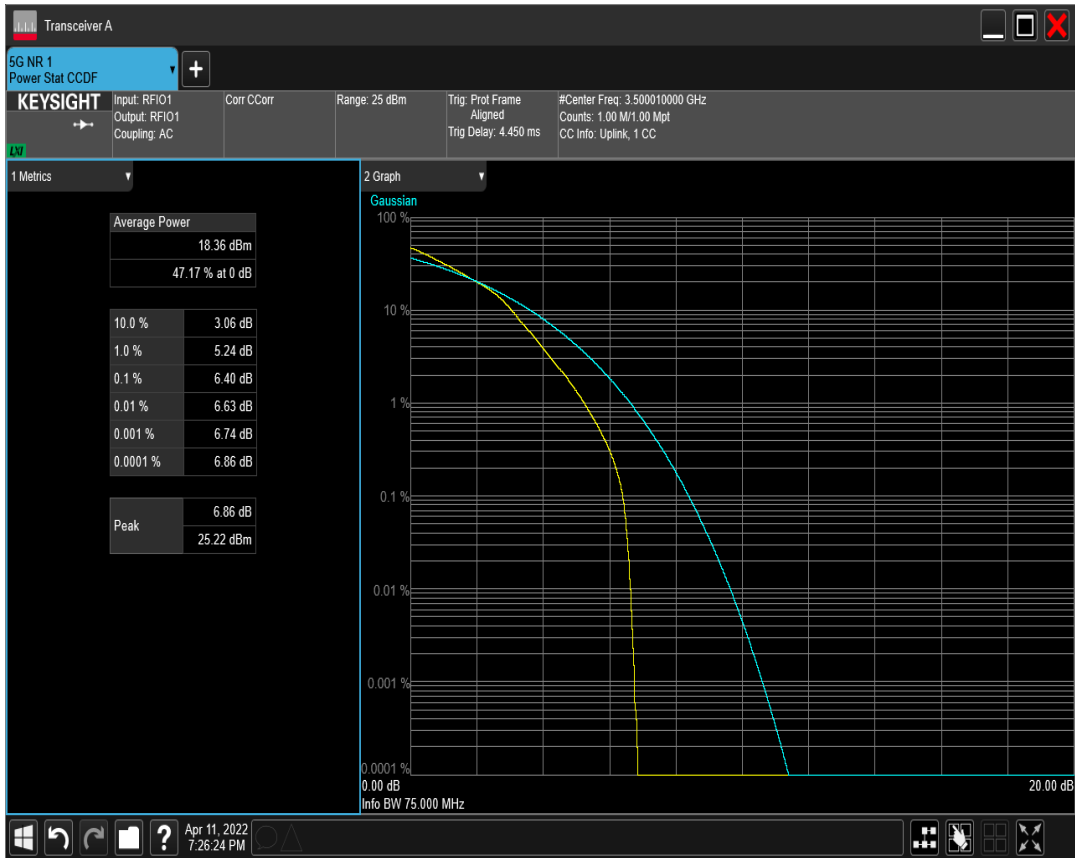 Transceiver A
5G NR 1
Power Stat CCDF
+
KEYSIGHT
LXI
Input: RFIO1
Output: RFIO1
Coupling: AC
Corr CCorr
Range: 25 dBm
Trig: Prot Frame
Aligned
Trig Delay: 4.450 ms
#Center Freq: 3.500010000 GHz
Counts: 1.00 M/1.00 Mpt
CC Info: Uplink, 1 CC
1 Metrics
Average Power
18.36 dBm
47.17 % at 0 dB
10.0 % 3.06 dB
1.0 % 5.24 dB
0.1 % 6.40 dB
0.01 % 6.63 dB
0.001 % 6.74 dB
0.0001 % 6.86 dB
Peak
6.86 dB
25.22 dBm
2 Graph
Gaussian
100 %
10 %
1 %
0.1 %
0.01 %
0.001 %
0.0001 %
0.00 dB 20.00 dB
Info BW 75.000 MHz
?
Apr 11, 2022
7:26:24 PM